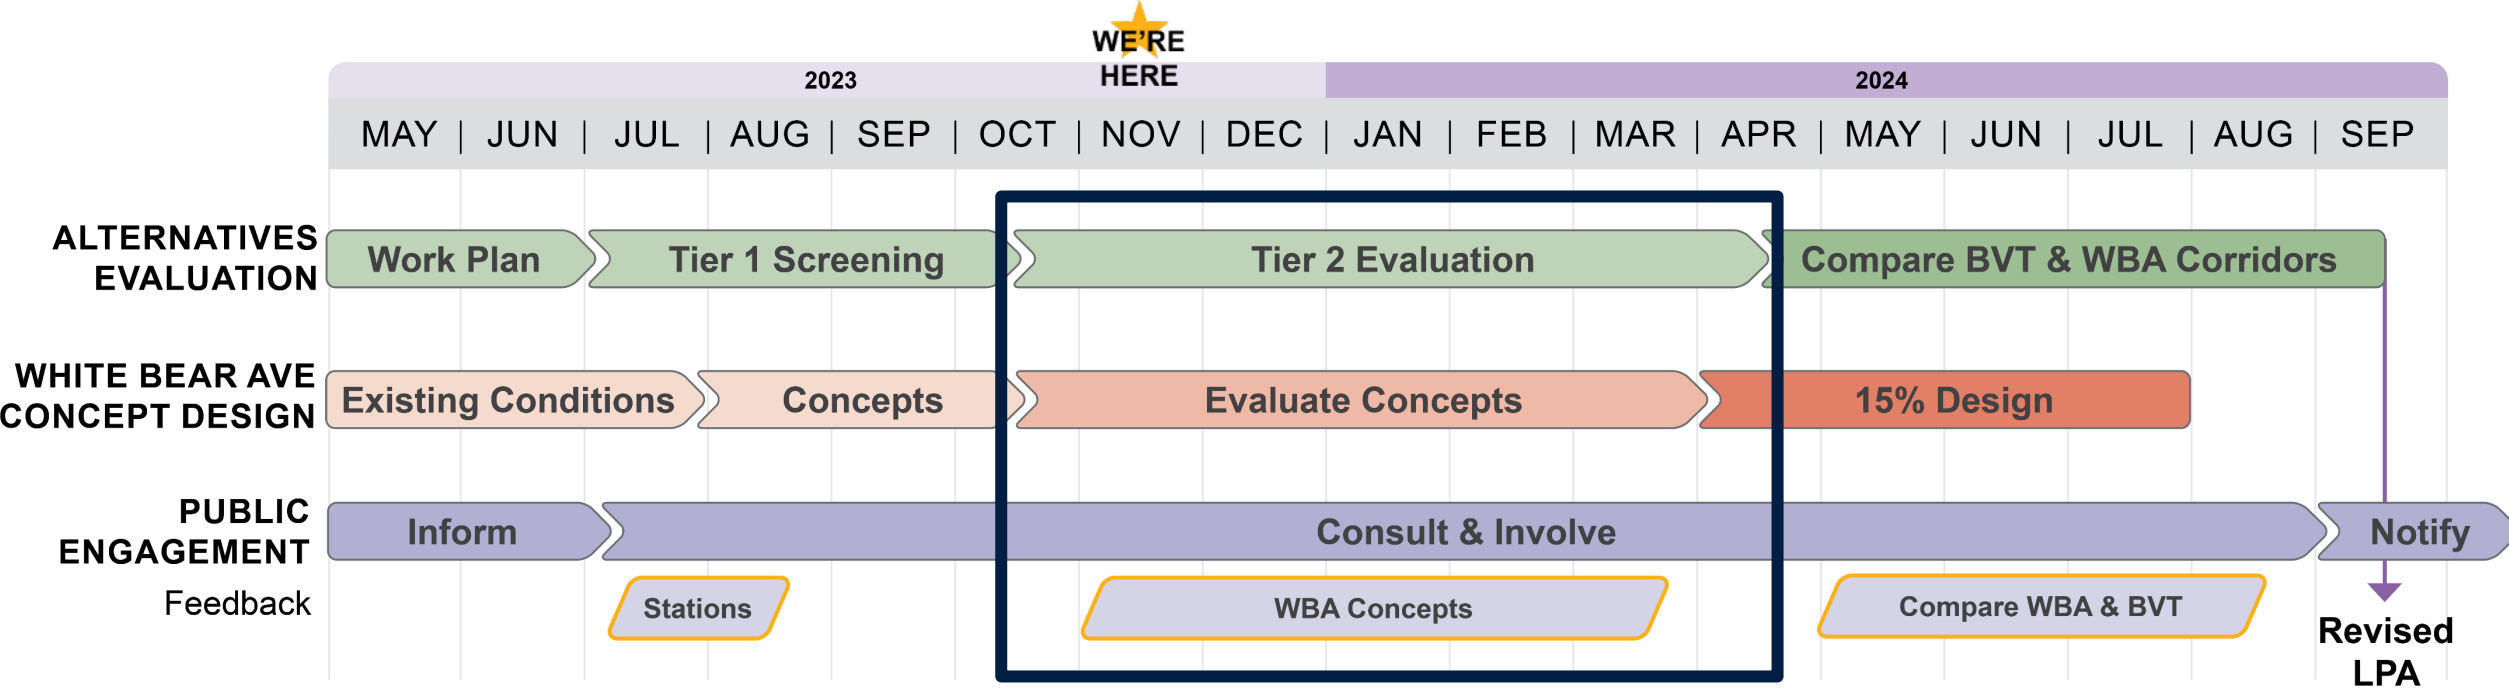 WE'RE
HERE
2023
2024
MAY | JUN | JUL | AUG | SEP | OCT | NOV | DEC | JAN | FEB | MAR | APR | MAY | JUN | JUL | AUG | SEP
ALTERNATIVES
EVALUATION
Work Plan
Tier 1 Screening
Tier 2 Evaluation
Compare BVT & WBA Corridors
WHITE BEAR AVE
CONCEPT DESIGN
Existing Conditions
Concepts
Evaluate Concepts
15% Design
PUBLIC
ENGAGEMENT
Inform
Consult & Involve
Notify
Feedback
Stations
WBA Concepts
Compare WBA & BVT
Revised
LPA